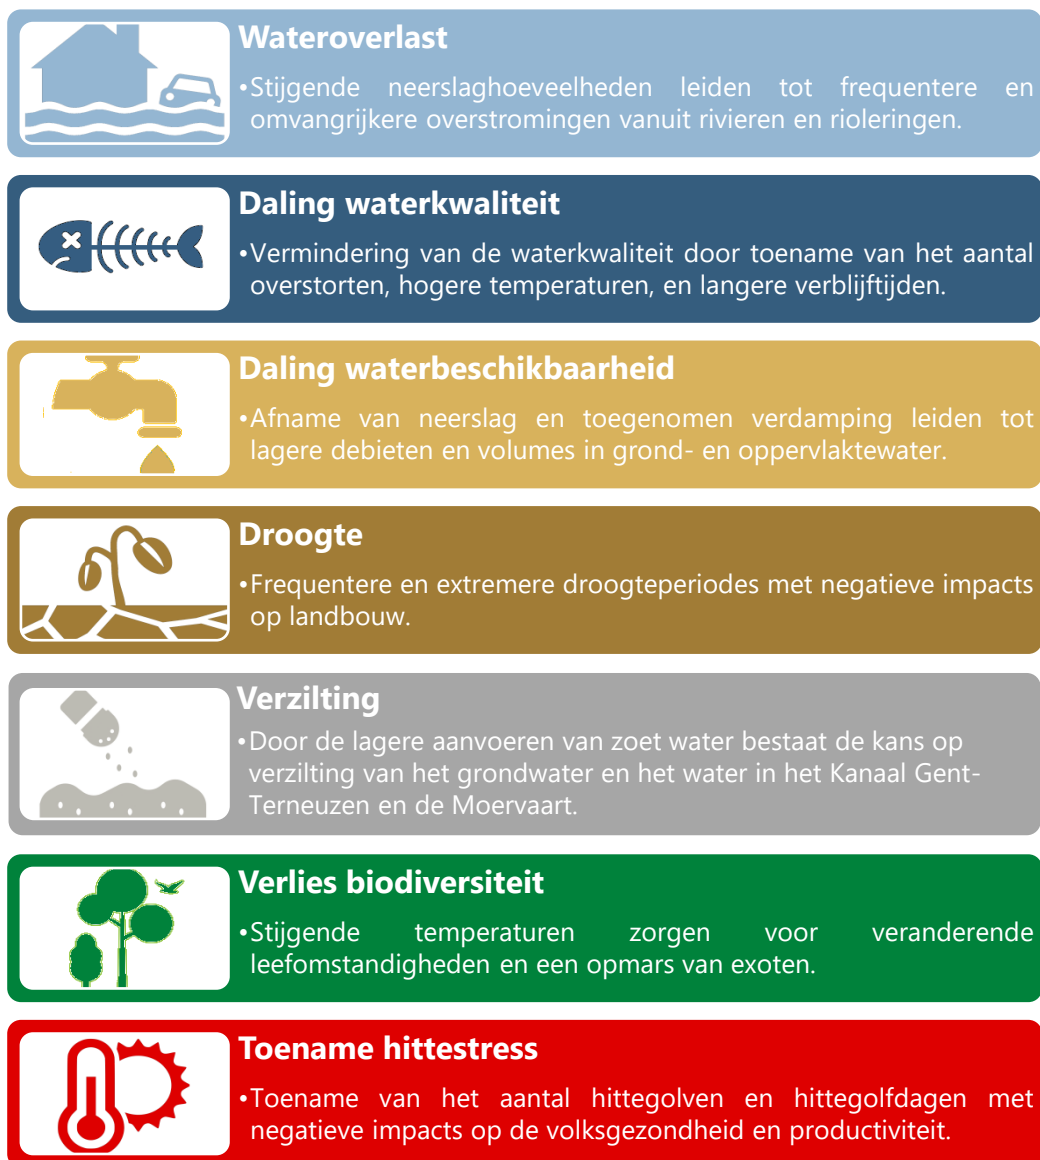 Wateroverlast
•Stijgende neerslaghoeveelheden leiden tot frequentere en
omvangrijkere overstromingen vanuit rivieren en rioleringen.
Daling waterkwaliteit
•Vermindering van de waterkwaliteit door toename van het aantal
overstorten, hogere temperaturen, en langere verblijftijden.
Daling waterbeschikbaarheid
•Afname van neerslag en toegenomen verdamping leiden tot
lagere debieten en volumes in grond- en oppervlaktewater.
Droogte
•Frequentere en extremere droogteperiodes met negatieve impacts
op landbouw.
Verzilting
•Door de lagere aanvoeren van zoet water bestaat de kans op
verzilting van het grondwater en het water in het Kanaal Gent-
Terneuzen en de Moervaart.
Verlies biodiversiteit
•Stijgende temperaturen zorgen voor veranderende
leefomstandigheden en een opmars van exoten.
Toename hittestress
•Toename van het aantal hittegolven en hittegolfdagen met
negatieve impacts op de volksgezondheid en productiviteit.